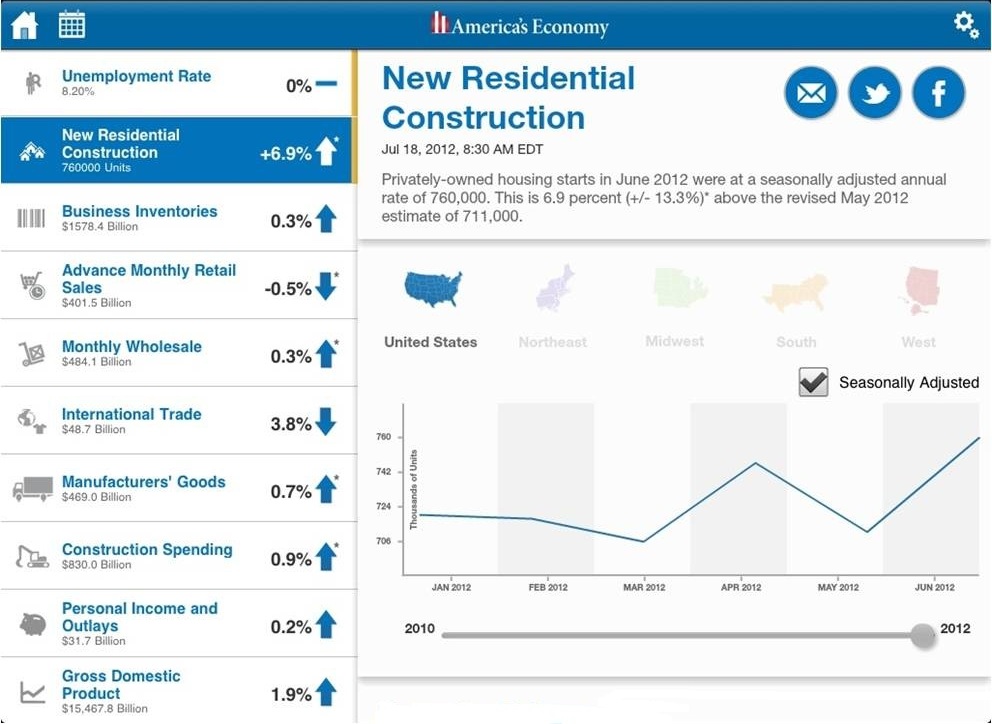 America's Economy
Unemployment Rate
8.20%
0%
New Residential
Construction
760000 Units
+6.9%*
Business Inventories
$1578.4 Billion
0.3%
Advance Monthly Retail
Sales
$401.5 Billion
-0.5%*
Monthly Wholesale
$484.1 Billion
0.3%*
International Trade
$48.7 Billion
3.8%
Manufacturers' Goods
$469.0 Billion
0.7%*
Construction Spending
$830.0 Billion
0.9%*
Personal Income and
Outlays
$31.7 Billion
0.2%
Gross Domestic
Product
$15,467.8 Billion
1.9%
New Residential
Construction
Jul 18, 2012, 8:30 AM EDT
Privately-owned housing starts in June 2012 were at a seasonally adjusted annual
rate of 760,000. This is 6.9 percent (+/- 13.3%)* above the revised May 2012
estimate of 711,000.
United States Northeast Midwest South West
Seasonally Adjusted
Thousands of Units
760
742
724
706
JAN 2012 FEB 2012 MAR 2012 APR 2012 MAY 2012 JUN 2012
2010 2012